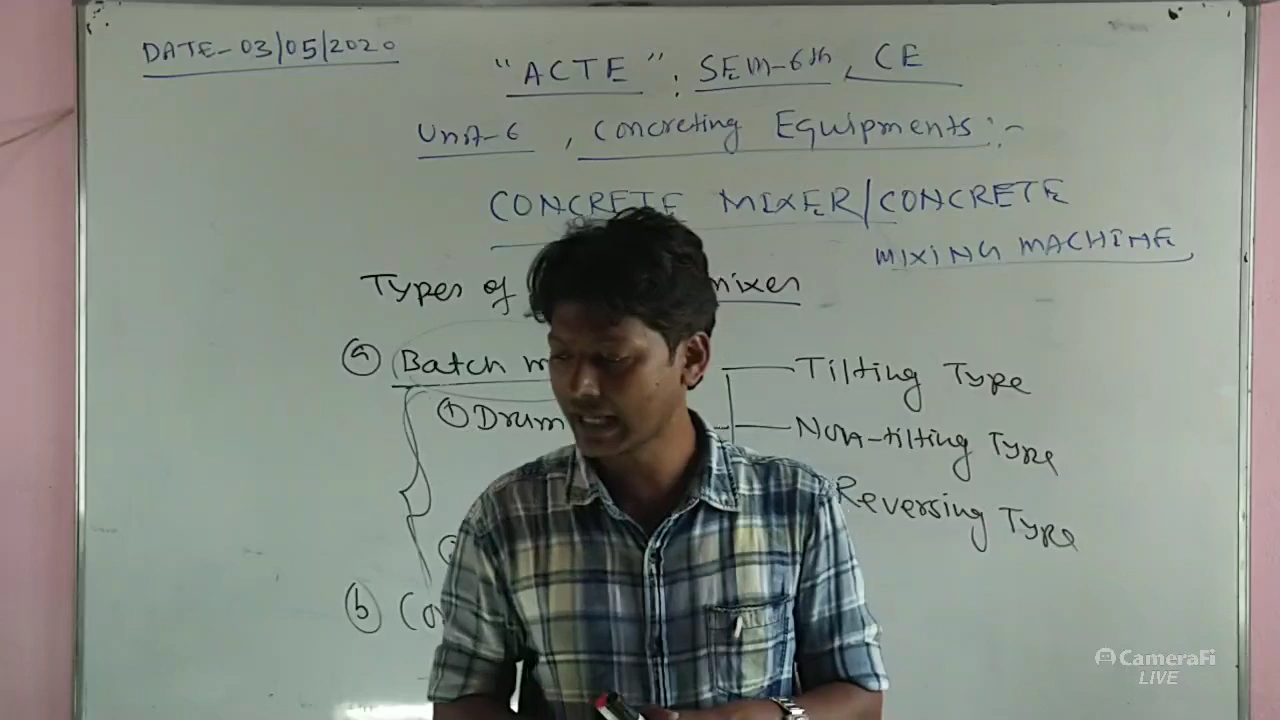 DATE-03/05/2020
"ACTE", SEM-6th, CE
Unit-6, Concreting Equipments:-
CONCRETE MIXER/CONCRETE
MIXING MACHINE
Types of mixer
(a) Batch
Tilting Type
(1) Drum
Non-tilting Type
Reversing Type
(b)
CameraFi
LIVE